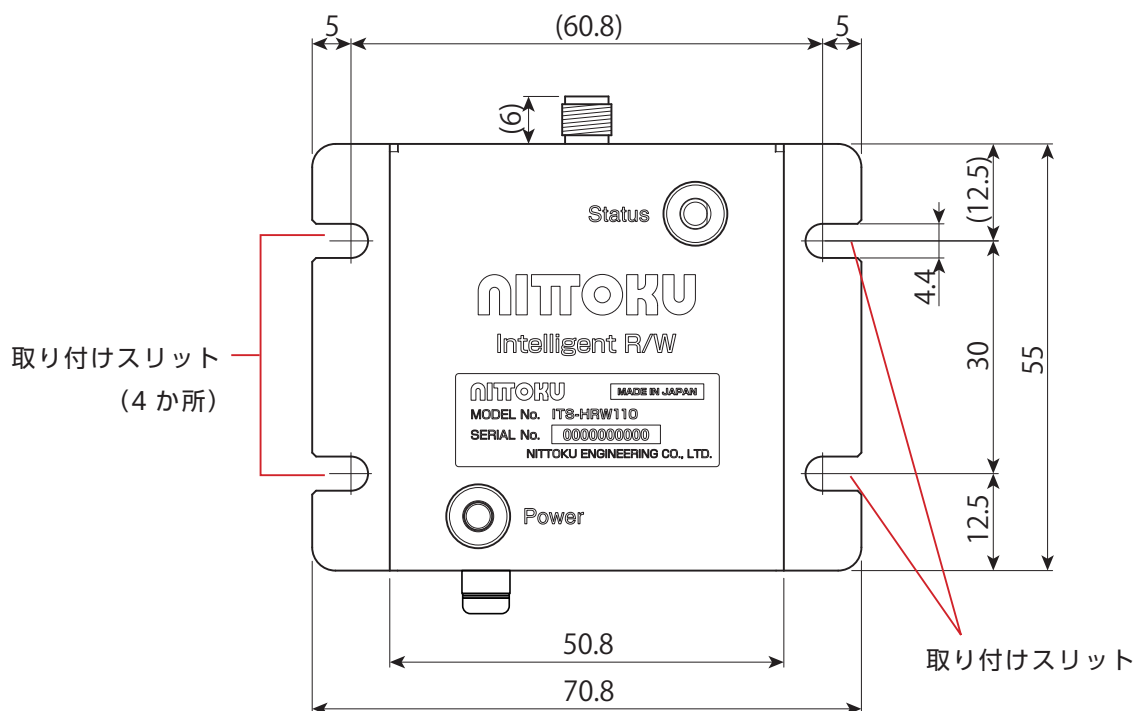 5 (60.8) 5
(6)
(12.5)
Status
4.4
NITTOKU
Intelligent R/W
30
55
取り付けスリット
(4 か所)
NITTOKU MADE IN JAPAN
MODEL No. ITS-HRW110
SERIAL No. 0000000000
NITTOKU ENGINEERING CO., LTD.
Power
12.5
50.8
取り付けスリット
70.8